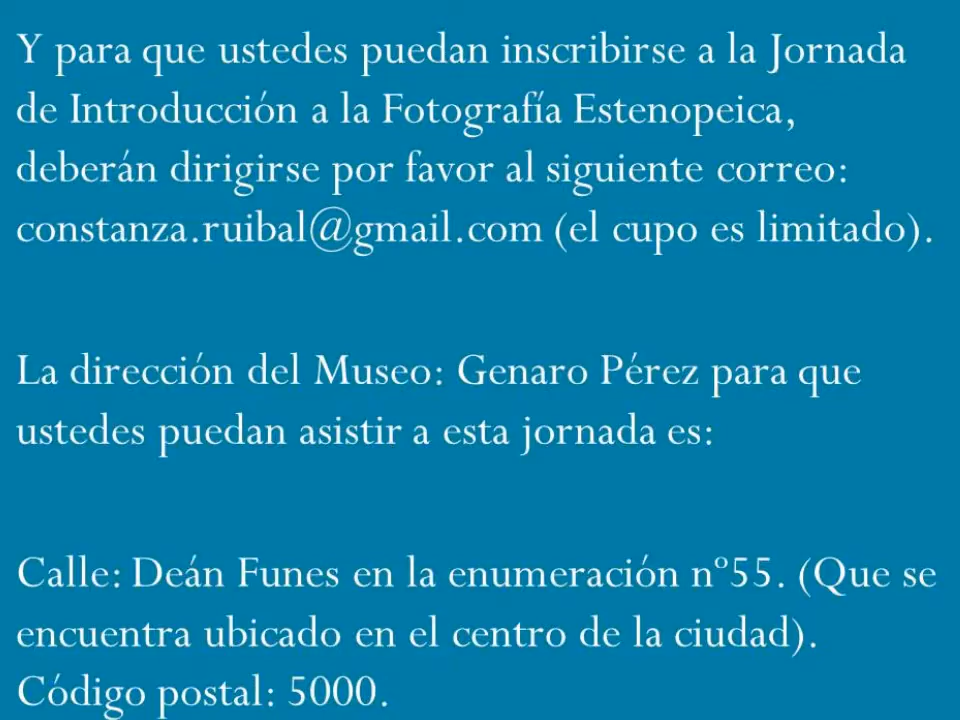 Y para que ustedes puedan inscribirse a la Jornada
de Introducción a la Fotografía Estenopeica,
deberán dirigirse por favor al siguiente correo:
constanza.ruibal@gmail.com (el cupo es limitado).
La dirección del Museo: Genaro Pérez para que
ustedes puedan asistir a esta jornada es:
Calle: Deán Funes en la enumeración nº55. (Que se
encuentra ubicado en el centro de la ciudad).
Código postal: 5000.